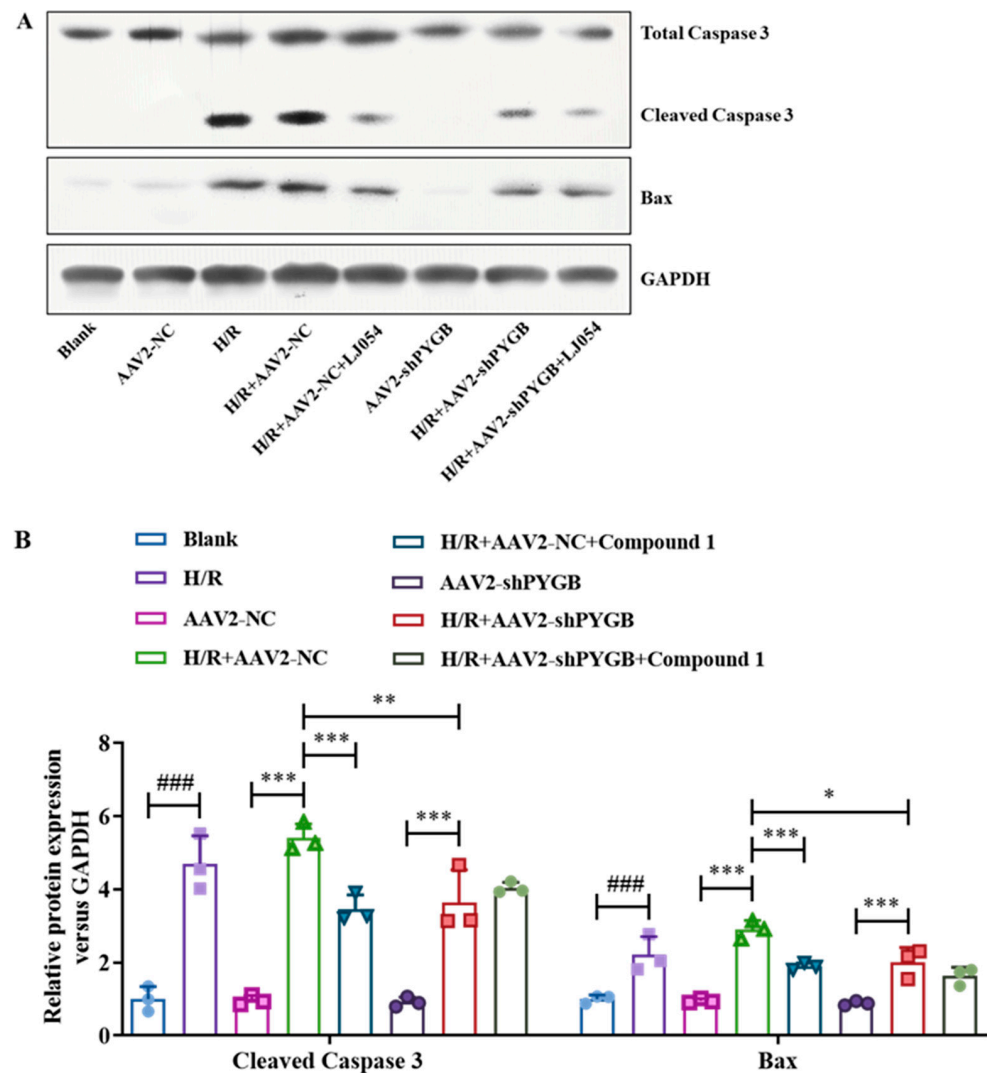 A
Total Caspase 3
Cleaved Caspase 3
Bax
GAPDH
Blank
AAV2-NC
H/R
H/R+AAV2-NC
H/R+AAV2-NC+LJ054
AAV2-shPYGB
H/R+AAV2-shPYGB
H/R+AAV2-shPYGB+LJ054
B
Blank
H/R+AAV2-NC+Compound 1
H/R
AAV2-shPYGB
AAV2-NC
H/R+AAV2-shPYGB
H/R+AAV2-NC
H/R+AAV2-shPYGB+Compound 1
Relative protein expression
versus GAPDH
8
6
4
2
0
**
***
###
***
***
*
***
###
***
***
Cleaved Caspase 3
Bax